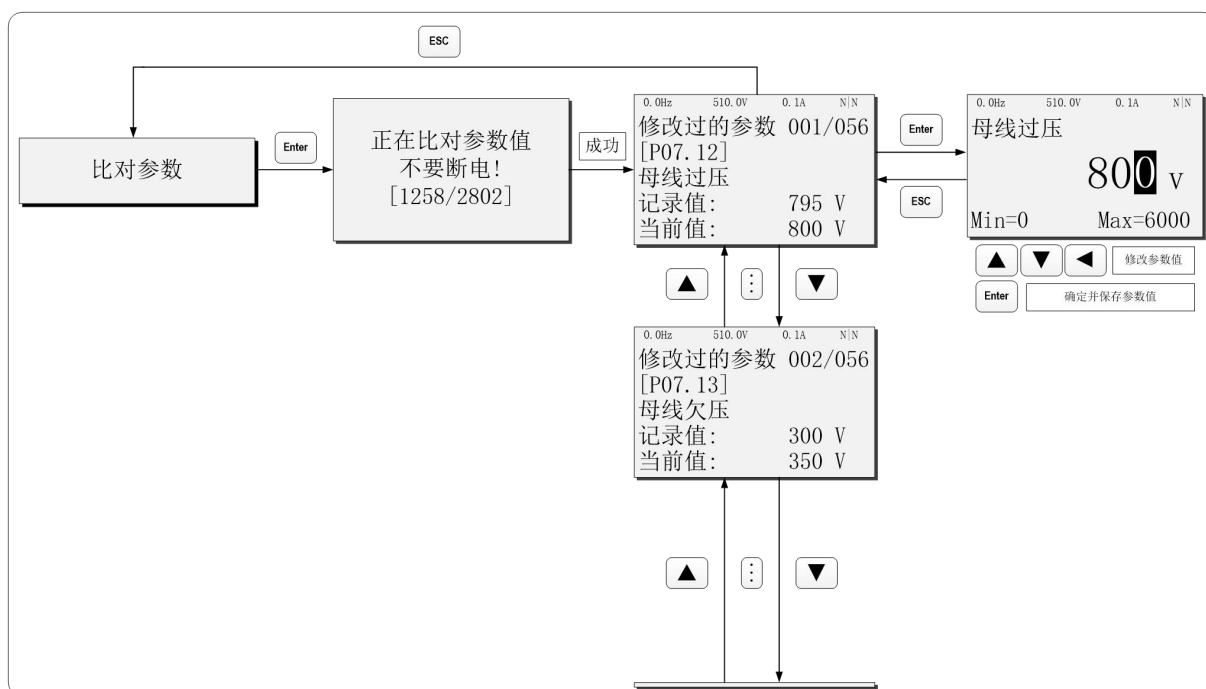 ESC
比对参数
Enter
正在比对参数值
不要断电!
[1258/2802]
成功
0.0Hz 510.0V 0.1A N|N
修改过的参数 001/056
[P07.12]
母线过压
记录值: 795 V
当前值: 800 V
Enter
ESC
0.0Hz 510.0V 0.1A N|N
母线过压
800 V
Min=0 Max=6000
修改参数值
Enter 确定并保存参数值
0.0Hz 510.0V 0.1A N|N
修改过的参数 002/056
[P07.13]
母线欠压
记录值: 300 V
当前值: 350 V